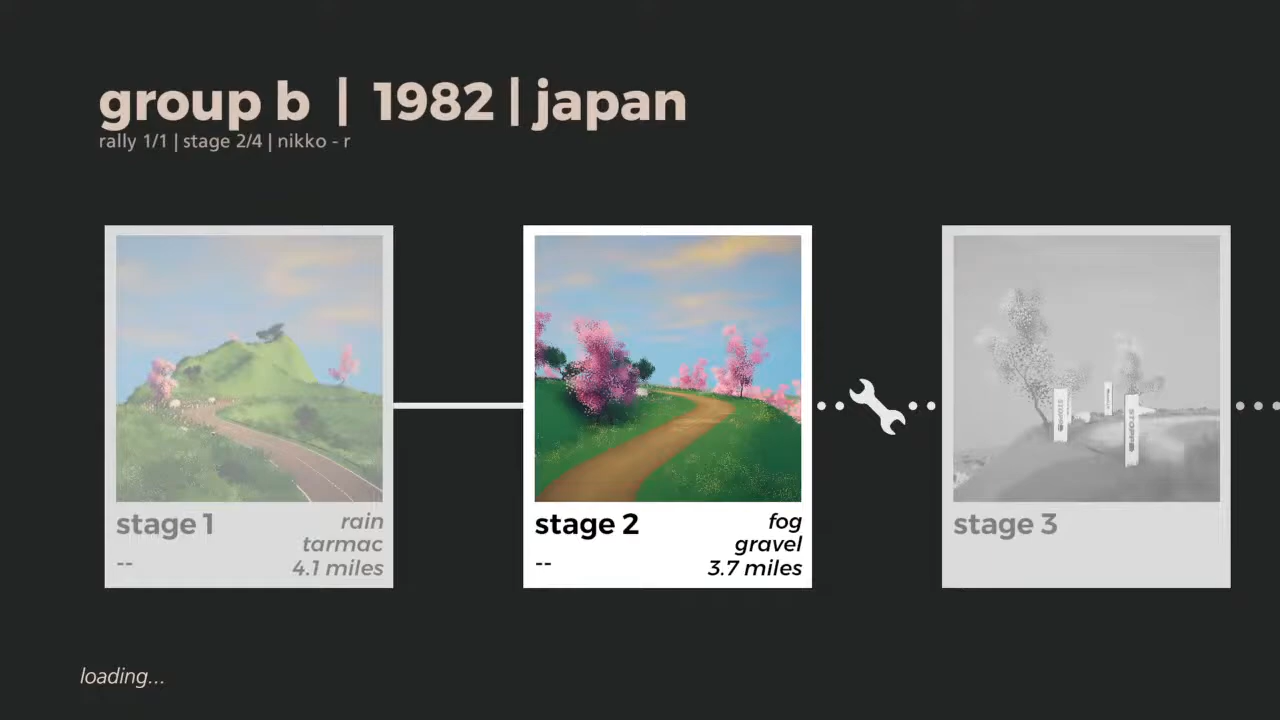 group b | 1982 | japan
rally 1/1 | stage 2/4 | nikko - r
stage 1
rain
tarmac
--
4.1 miles
stage 2
fog
gravel
--
3.7 miles
stage 3
loading...